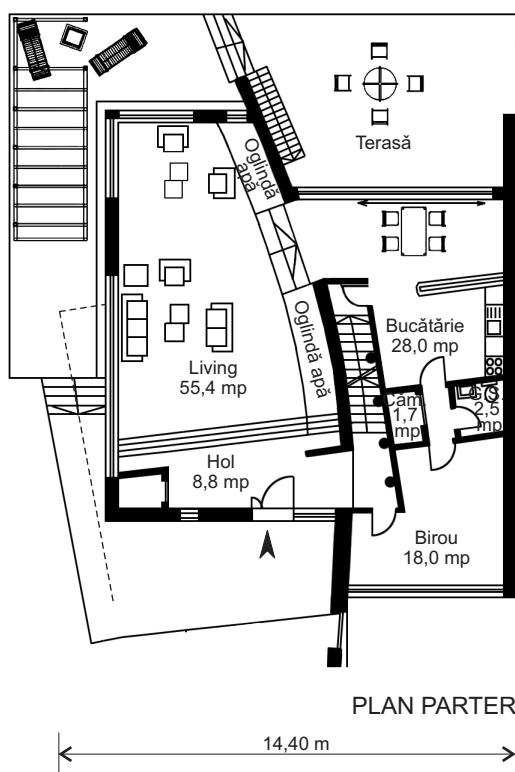 Terasă
Oglindă
apă
Bucătărie
28,0 mp
Oglindă apă
Living
55,4 mp
Căm.
1,7
mp
G.S.
2,5
mp
Hol
8,8 mp
Birou
18,0 mp
PLAN PARTER
14,40 m